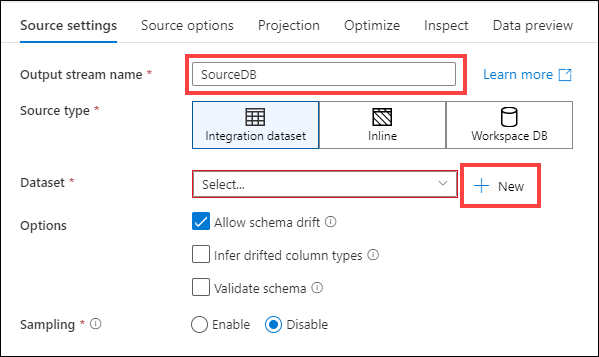 Source settings Source options Projection Optimize Inspect Data preview
Output stream name * SourceDB Learn more
Source type * Integration dataset Inline Workspace DB
Dataset * Select... + New
Options Allow schema drift
Infer drifted column types
Validate schema
Sampling * Enable Disable